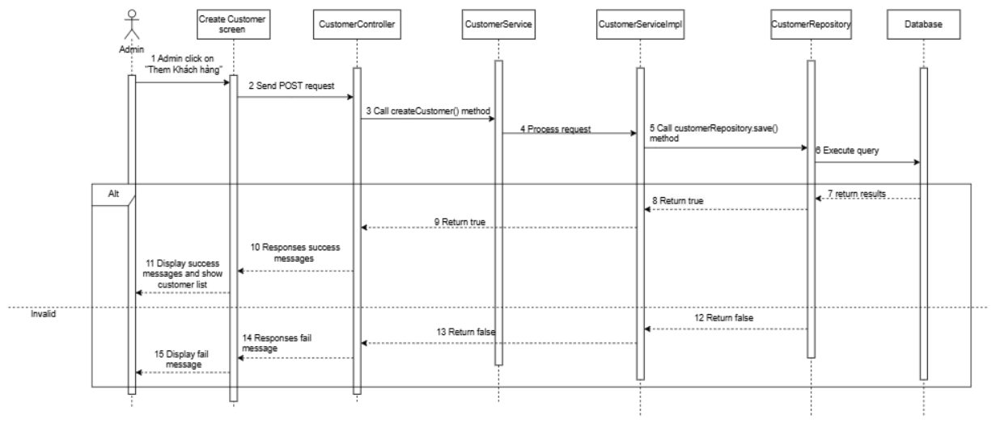 Create Customer
screen
CustomerController
CustomerService
CustomerServiceImpl
CustomerRepository
Database
Admin
1 Admin click on
"Them Khách hàng"
2 Send POST request
3 Call createCustomer() method
4 Process request
5 Call customerRepository.save()
method
6 Execute query
Alt
7 return results
8 Return true
9 Return true
10 Responses success
messages
11 Display success
messages and show
customer list
Invalid
12 Return false
13 Return false
14 Responses fail
message
15 Display fail
message